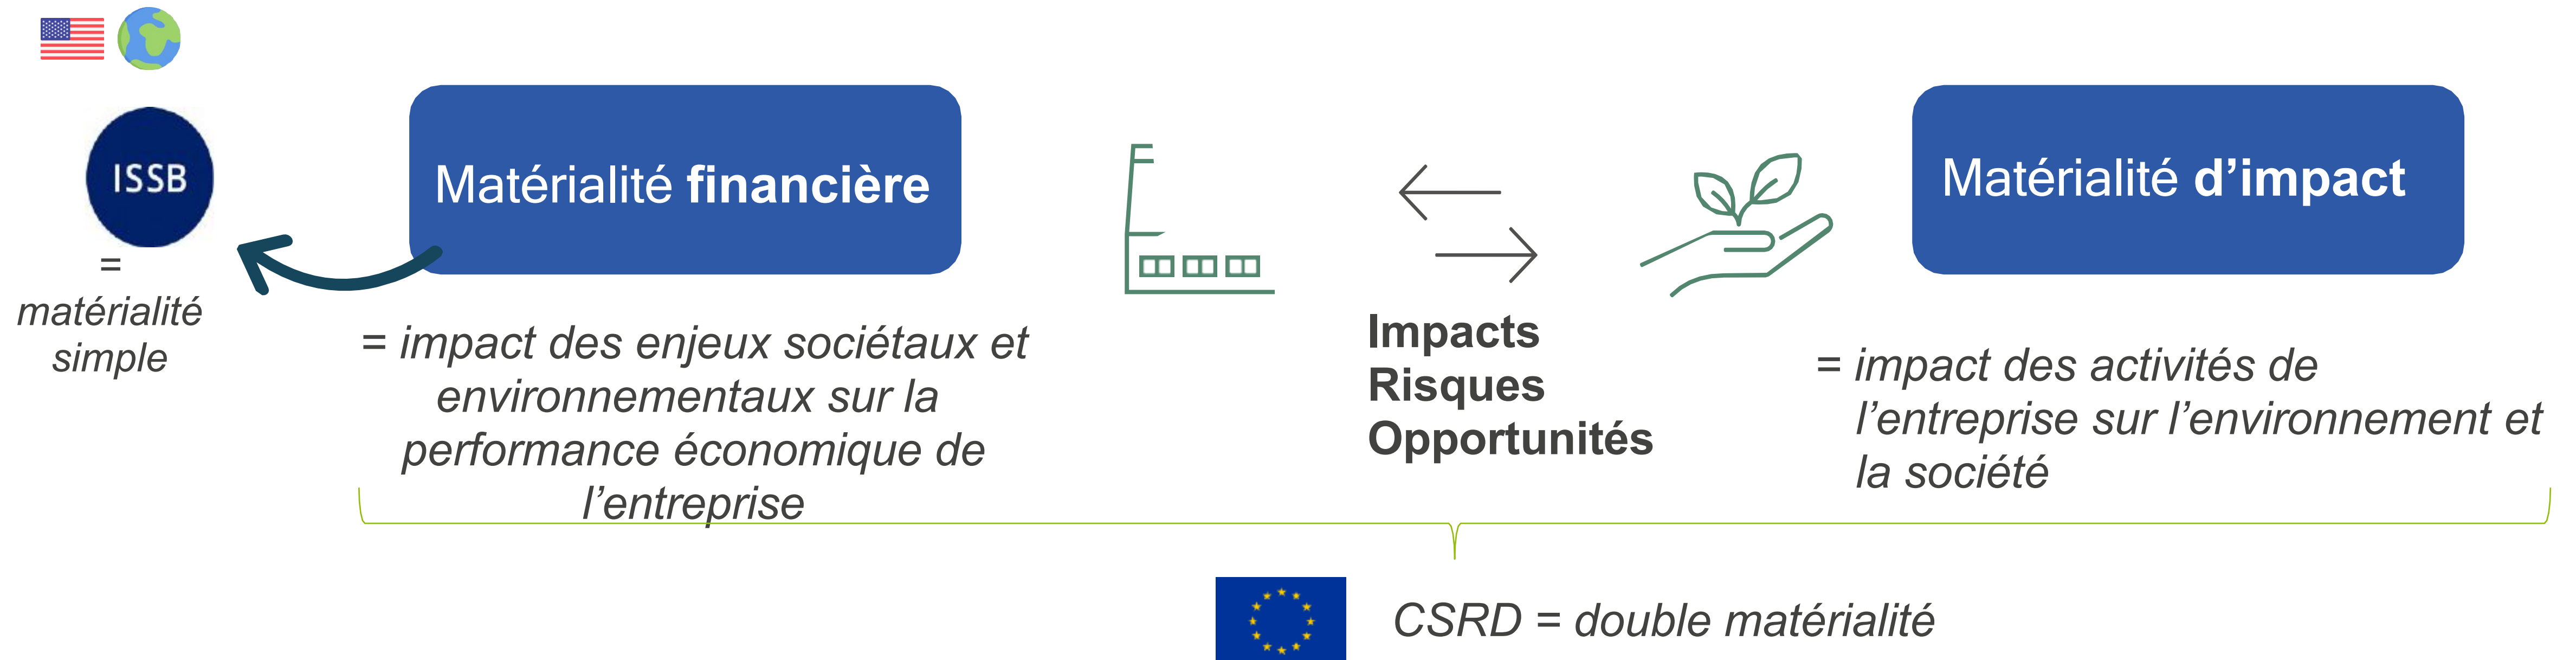 ISSB
=
matérialité
simple
Matérialité financière
= impact des enjeux sociétaux et
environnementaux sur la
performance économique de
l’entreprise
Impacts
Risques
Opportunités
Matérialité d’impact
= impact des activités de
l’entreprise sur l’environnement et
la société
CSRD = double matérialité